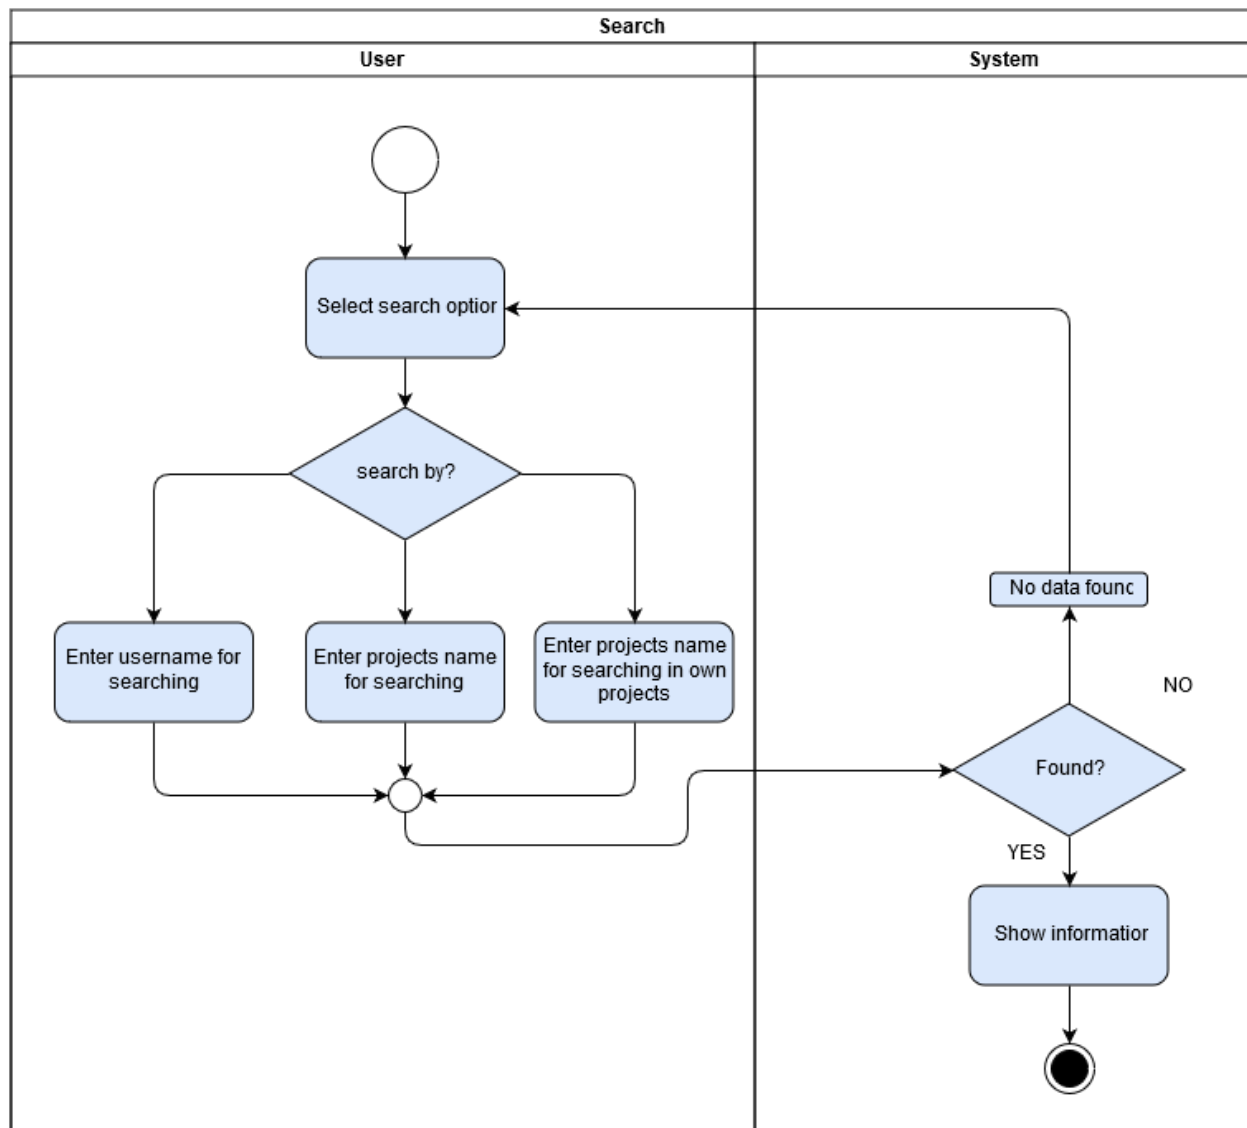 Search
User
System
Select search optior
search by?
Enter username for
searching
Enter projects name
for searching
Enter projects name
for searching in own
projects
No data found
NO
Found?
YES
Show informatior